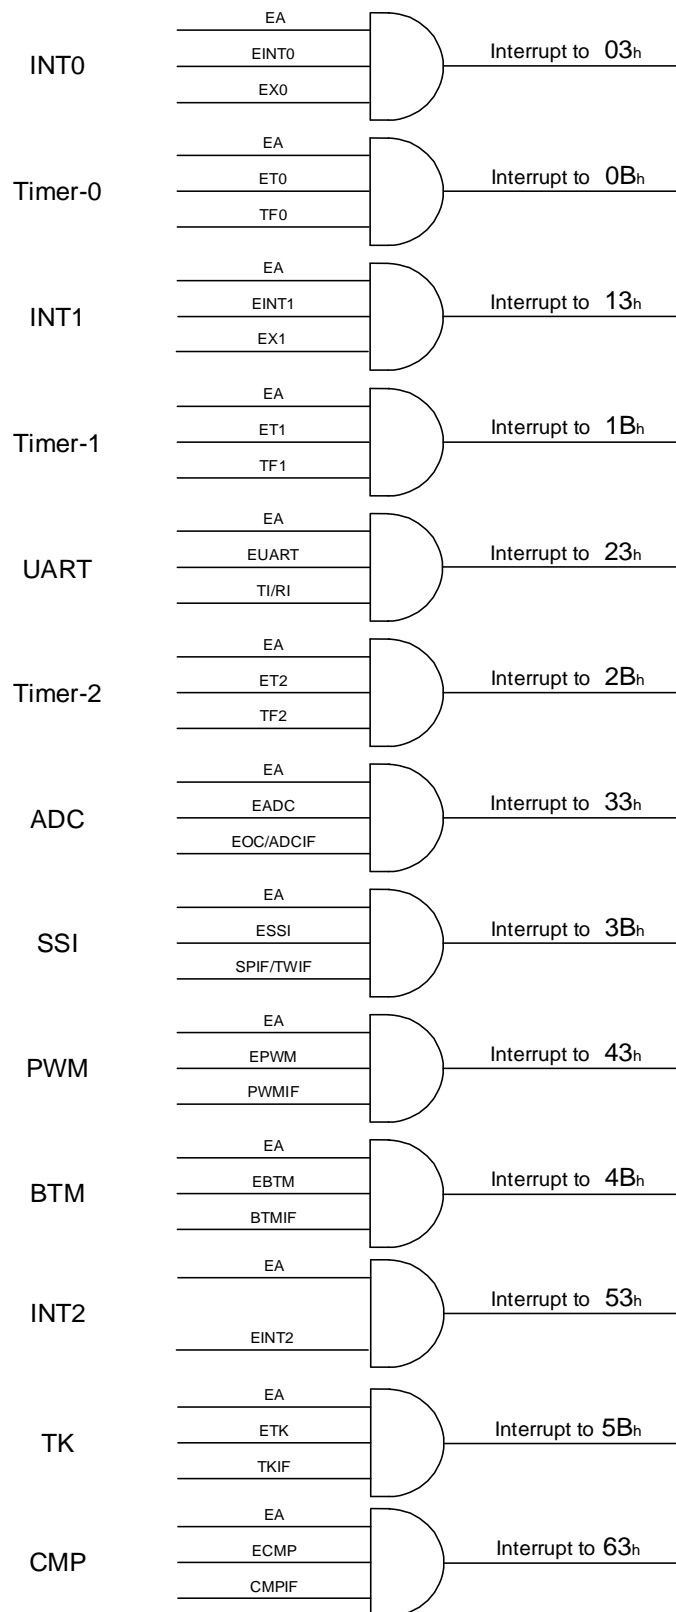 EA
INT0 EINT0 Interrupt to 03h
EX0
EA
Timer-0 ET0 Interrupt to 0Bh
TF0
EA
INT1 EINT1 Interrupt to 13h
EX1
EA
Timer-1 ET1 Interrupt to 1Bh
TF1
EA
UART EUART Interrupt to 23h
TI/RI
EA
Timer-2 ET2 Interrupt to 2Bh
TF2
EA
ADC EADC Interrupt to 33h
EOC/ADCIF
EA
SSI ESSI Interrupt to 3Bh
SPIF/TWIF
EA
PWM EPWM Interrupt to 43h
PWMIF
EA
BTM EBTM Interrupt to 4Bh
BTMIF
EA
INT2 Interrupt to 53h
EINT2
EA
TK ETK Interrupt to 5Bh
TKIF
EA
CMP ECMP Interrupt to 63h
CMPIF